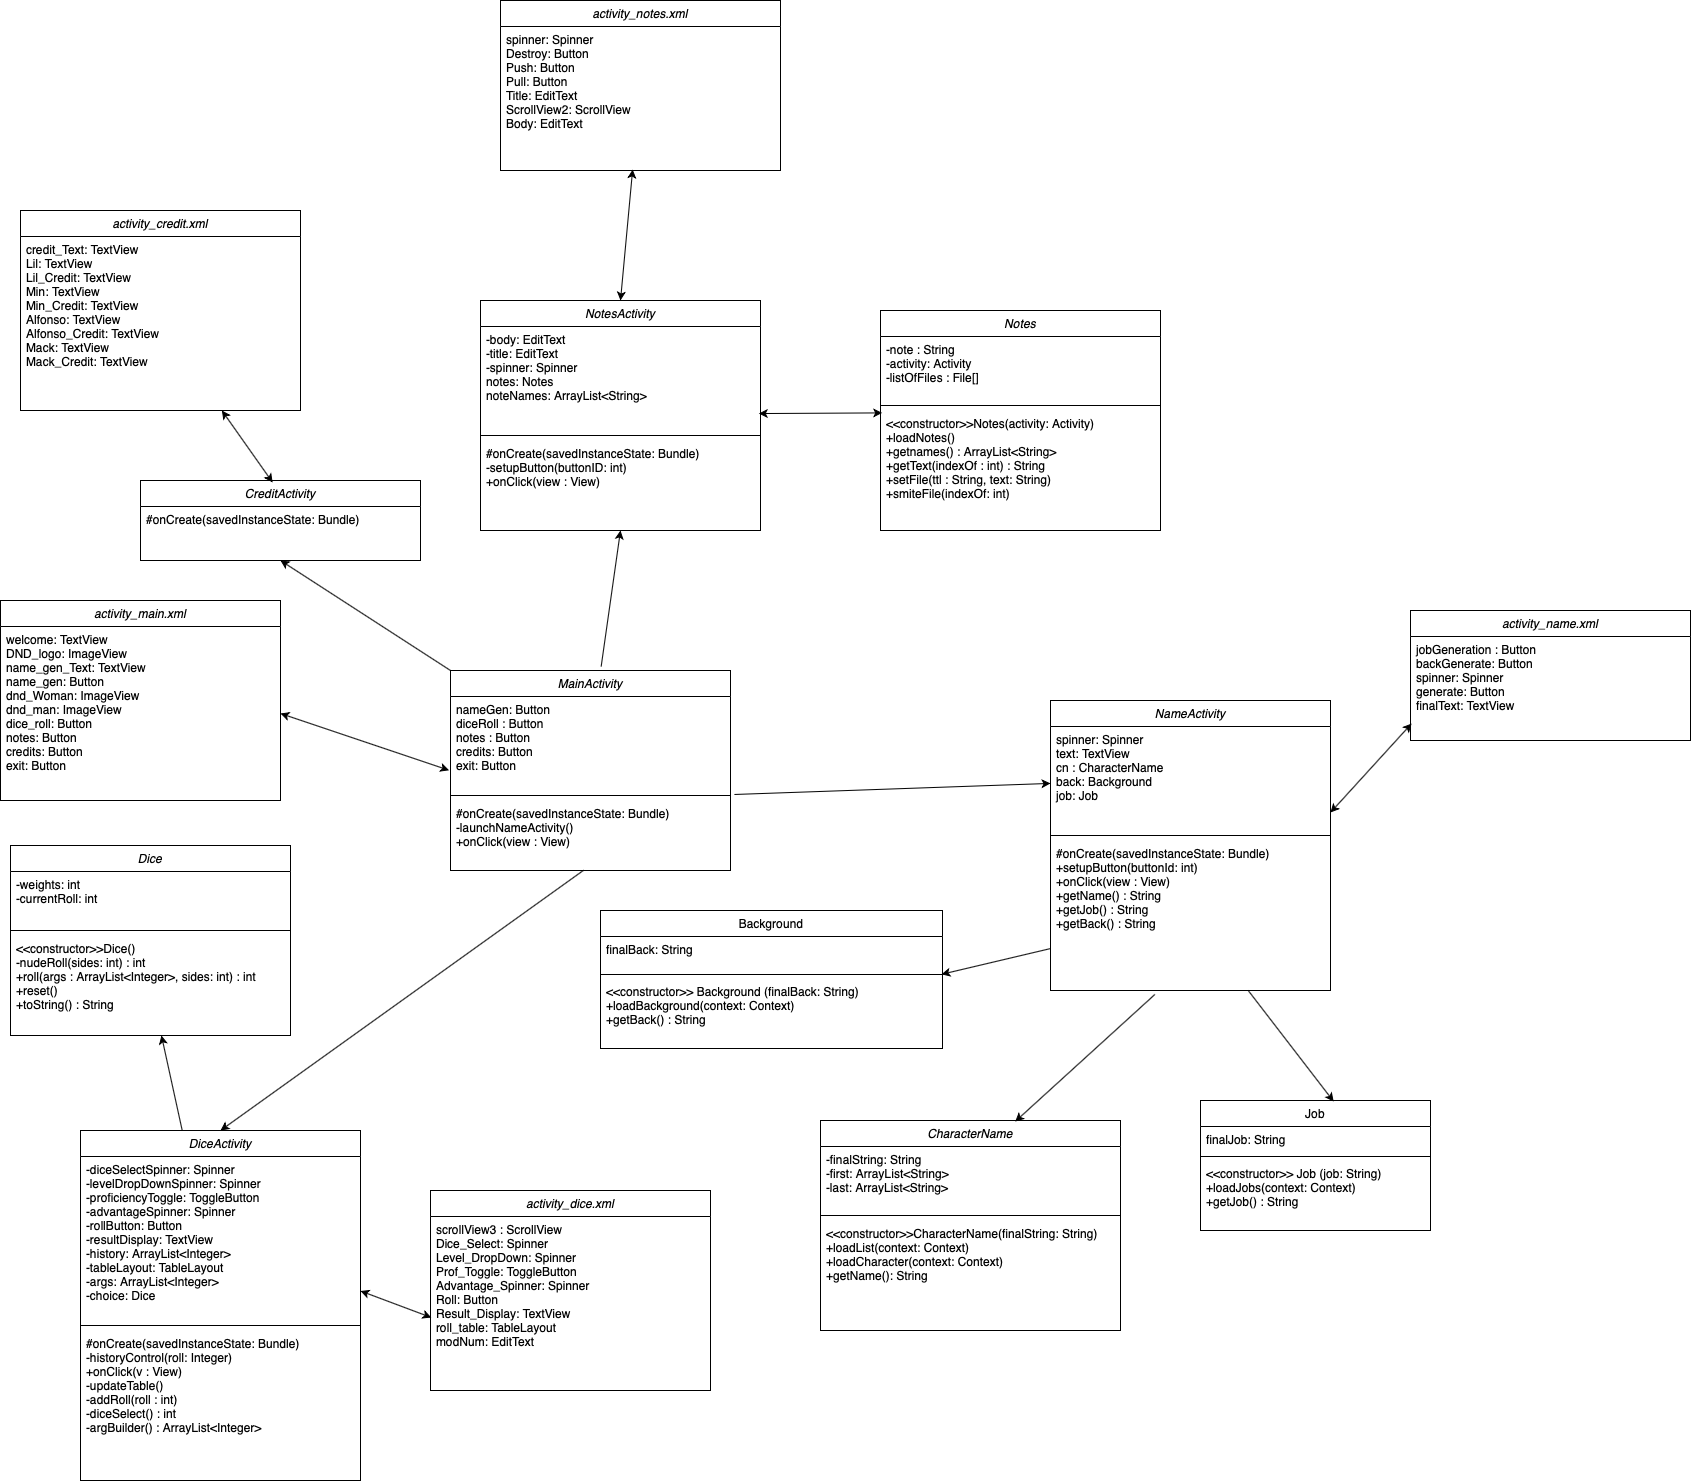 activity_notes.xml
spinner: Spinner
Destroy: Button
Push: Button
Pull: Button
Title: EditText
ScrollView2: ScrollView
Body: EditText
activity_credit.xml
credit_Text: TextView
Lil: TextView
Lil_Credit: TextView
Min: TextView
Min_Credit: TextView
Alfonso: TextView
Alfonso_Credit: TextView
Mack: TextView
Mack_Credit: TextView
NotesActivity
-body: EditText
-title: EditText
-spinner: Spinner
notes: Notes
noteNames: ArrayList<String>
#onCreate(savedInstanceState: Bundle)
-setupButton(buttonID: int)
+onClick(view : View)
Notes
-note : String
-activity: Activity
-listOfFiles : File[]
<<constructor>>Notes(activity: Activity)
+loadNotes()
+getnames() : ArrayList<String>
+getText(indexOf : int) : String
+setFile(ttl : String, text: String)
+smiteFile(indexOf: int)
CreditActivity
#onCreate(savedInstanceState: Bundle)
activity_main.xml
welcome: TextView
DND_logo: ImageView
name_gen_Text: TextView
name_gen: Button
dnd_Woman: ImageView
dnd_man: ImageView
dice_roll: Button
notes: Button
credits: Button
exit: Button
MainActivity
nameGen: Button
diceRoll : Button
notes : Button
credits: Button
exit: Button
#onCreate(savedInstanceState: Bundle)
-launchNameActivity()
+onClick(view : View)
activity_name.xml
jobGeneration : Button
backGenerate: Button
spinner: Spinner
generate: Button
finalText: TextView
NameActivity
spinner: Spinner
text: TextView
cn : CharacterName
back: Background
job: Job
#onCreate(savedInstanceState: Bundle)
+setupButton(buttonId: int)
+onClick(view : View)
+getName() : String
+getJob() : String
+getBack() : String
Dice
-weights: int
-currentRoll: int
<<constructor>>Dice()
-nudeRoll(sides: int) : int
+roll(args : ArrayList<Integer>, sides: int) : int
+reset()
+toString() : String
Background
finalBack: String
<<constructor>> Background (finalBack: String)
+loadBackground(context: Context)
+getBack() : String
CharacterName
-finalString: String
-first: ArrayList<String>
-last: ArrayList<String>
<<constructor>>CharacterName(finalString: String)
+loadList(context: Context)
+loadCharacter(context: Context)
+getName(): String
Job
finalJob: String
<<constructor>> Job (job: String)
+loadJobs(context: Context)
+getJob() : String
DiceActivity
-diceSelectSpinner: Spinner
-levelDropDownSpinner: Spinner
-proficiencyToggle: ToggleButton
-advantageSpinner: Spinner
-rollButton: Button
-resultDisplay: TextView
-history: ArrayList<Integer>
-tableLayout: TableLayout
-args: ArrayList<Integer>
-choice: Dice
#onCreate(savedInstanceState: Bundle)
-historyControl(roll: Integer)
+onClick(v : View)
-updateTable()
-addRoll(roll : int)
-diceSelect() : int
-argBuilder() : ArrayList<Integer>
activity_dice.xml
scrollView3 : ScrollView
Dice_Select: Spinner
Level_DropDown: Spinner
Prof_Toggle: ToggleButton
Advantage_Spinner: Spinner
Roll: Button
Result_Display: TextView
roll_table: TableLayout
modNum: EditText